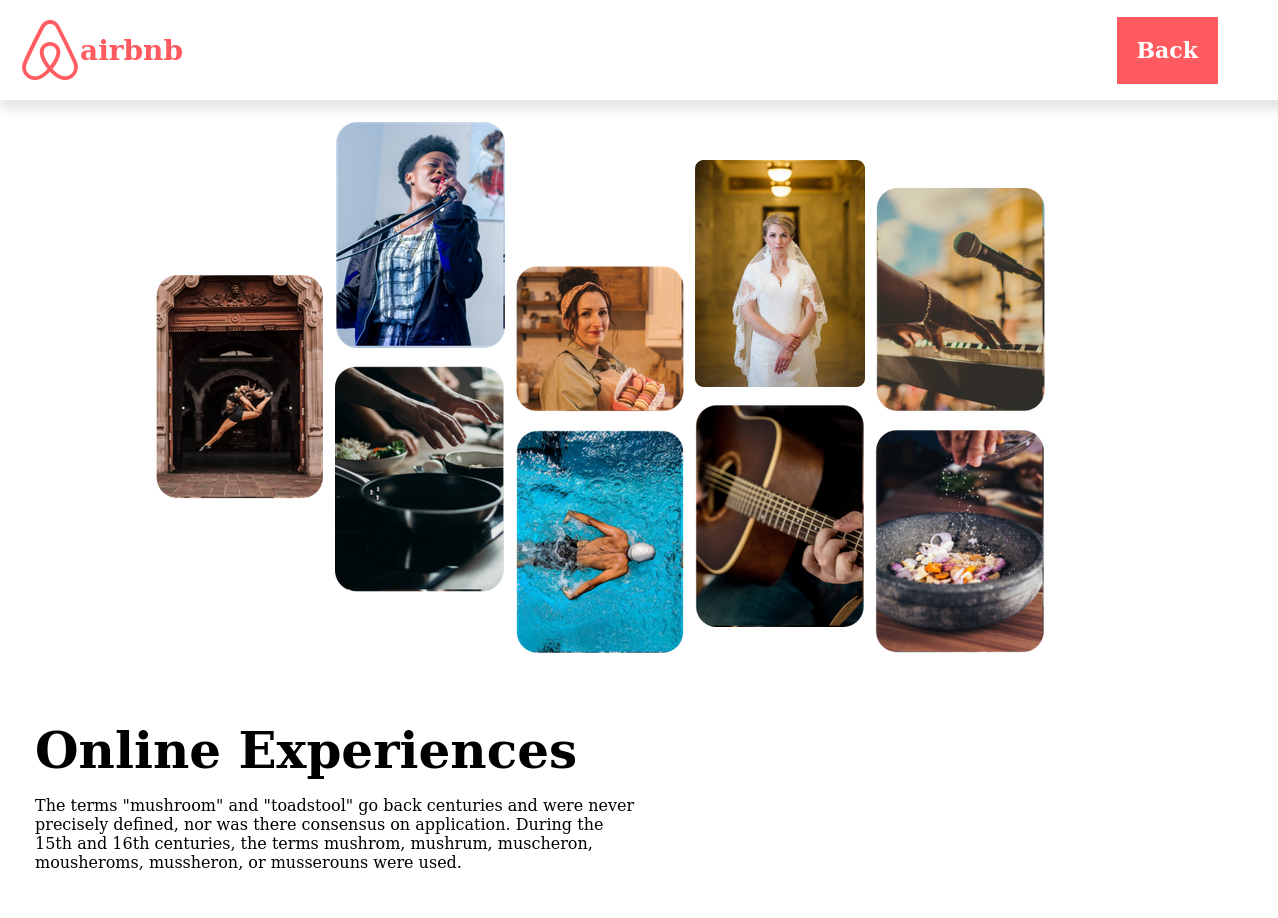 airbnb
Back
Online Experiences
The terms "mushroom" and "toadstool" go back centuries and were never
precisely defined, nor was there consensus on application. During the
15th and 16th centuries, the terms mushrom, mushrum, muscheron,
mousheroms, mussheron, or musserouns were used.